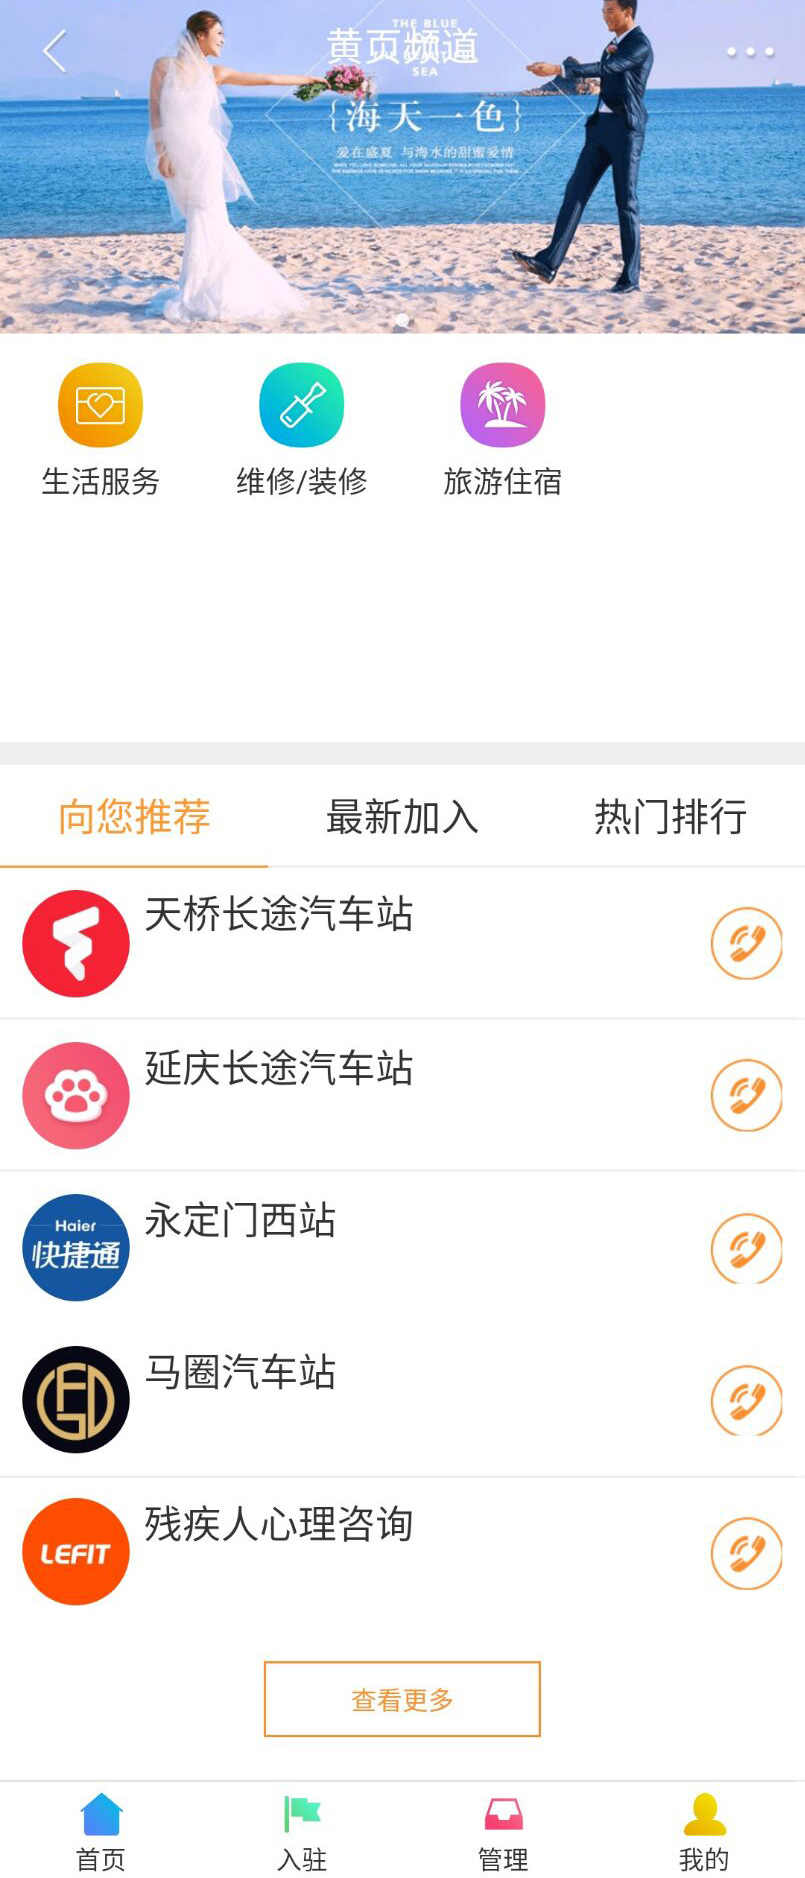 THE BLUE
黄页频道
SEA
{海天一色}
爱在盛夏 与海水的甜蜜爱情
生活服务
维修/装修
旅游住宿
向您推荐
最新加入
热门排行
天桥长途汽车站
延庆长途汽车站
Haier
快捷通
永定门西站
马圈汽车站
LEFIT
残疾人心理咨询
查看更多
首页
入驻
管理
我的